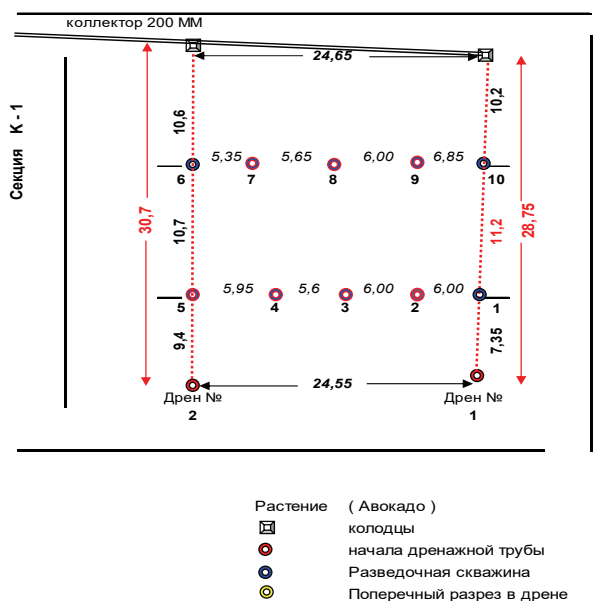 коллектор 200 ММ
24,65
Секция К - 1
10,6
10,2
5,35 5,65 6,00 6,85
6 7 8 9 10
30,7
10,7
11,2
28,75
5,95 5,6 6,00 6,00
5 4 3 2 1
9,4
7,35
24,55
Дрен № Дрен №
2 1
Растение ( Авокадо )
колодцы
начала дренажной трубы
Разведочная скважина
Поперечный разрез в дрене